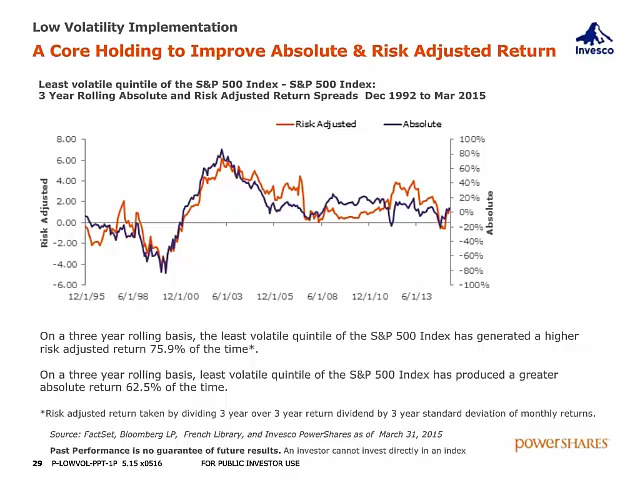 Low Volatility Implementation
A Core Holding to Improve Absolute & Risk Adjusted Return
Invesco
Least volatile quintile of the S&P 500 Index - S&P 500 Index:
3 Year Rolling Absolute and Risk Adjusted Return Spreads Dec 1992 to Mar 2015
Risk Adjusted Absolute
8.00 100%
80%
6.00 60%
4.00 40%
2.00 20%
0%
0.00 -20%
-2.00 -40%
-4.00 -60%
-80%
-6.00 -100%
Risk Adjusted
Absolute
12/1/95 6/1/98 12/1/00 6/1/03 12/1/05 6/1/08 12/1/10 6/1/13
On a three year rolling basis, the least volatile quintile of the S&P 500 Index has generated a higher
risk adjusted return 75.9% of the time*.
On a three year rolling basis, least volatile quintile of the S&P 500 Index has produced a greater
absolute return 62.5% of the time.
*Risk adjusted return taken by dividing 3 year over 3 year return dividend by 3 year standard deviation of monthly returns.
Source: FactSet, Bloomberg LP, French Library, and Invesco PowerShares as of March 31, 2015
Past Performance is no guarantee of future results. An investor cannot invest directly in an index
powerSHARES
29 P-LOWVOL-PPT-1P 5.15 x0516 FOR PUBLIC INVESTOR USE